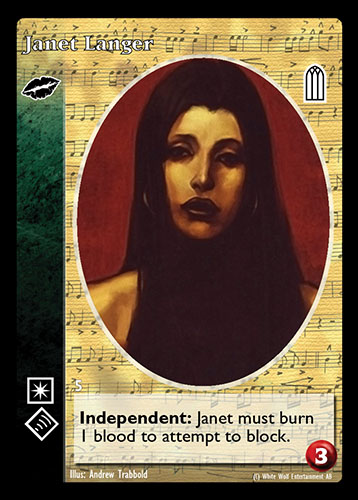 Janet Langer
5
Independent: Janet must burn
1 blood to attempt to block.
3
Illus: Andrew Trabbold
(C) White Wolf Entertainment AB